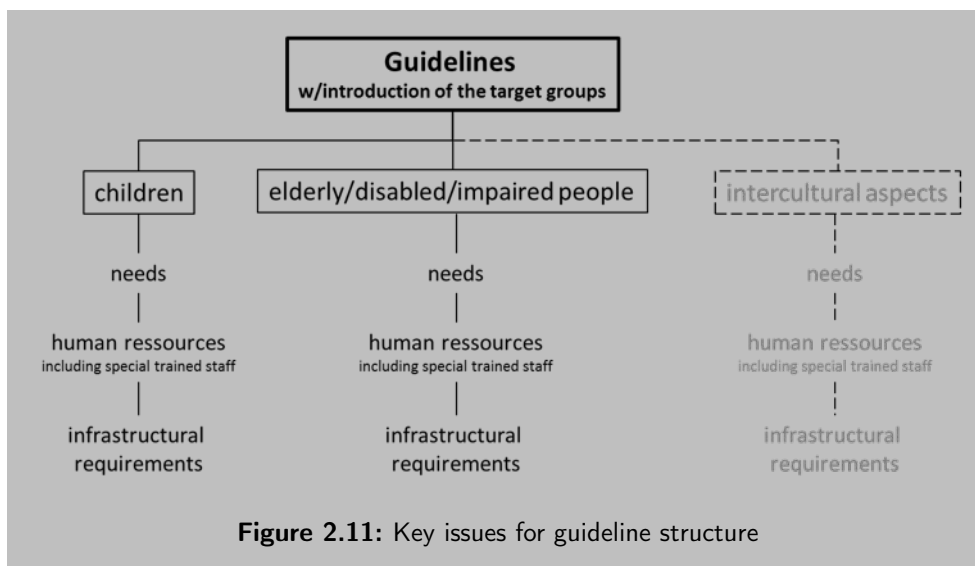 Guidelines
w/introduction of the target groups
children
elderly/disabled/impaired people
intercultural aspects
needs
needs
needs
human ressources
including special trained staff
human ressources
including special trained staff
human ressources
including special trained staff
infrastructural
requirements
infrastructural
requirements
infrastructural
requirements
Figure 2.11: Key issues for guideline structure